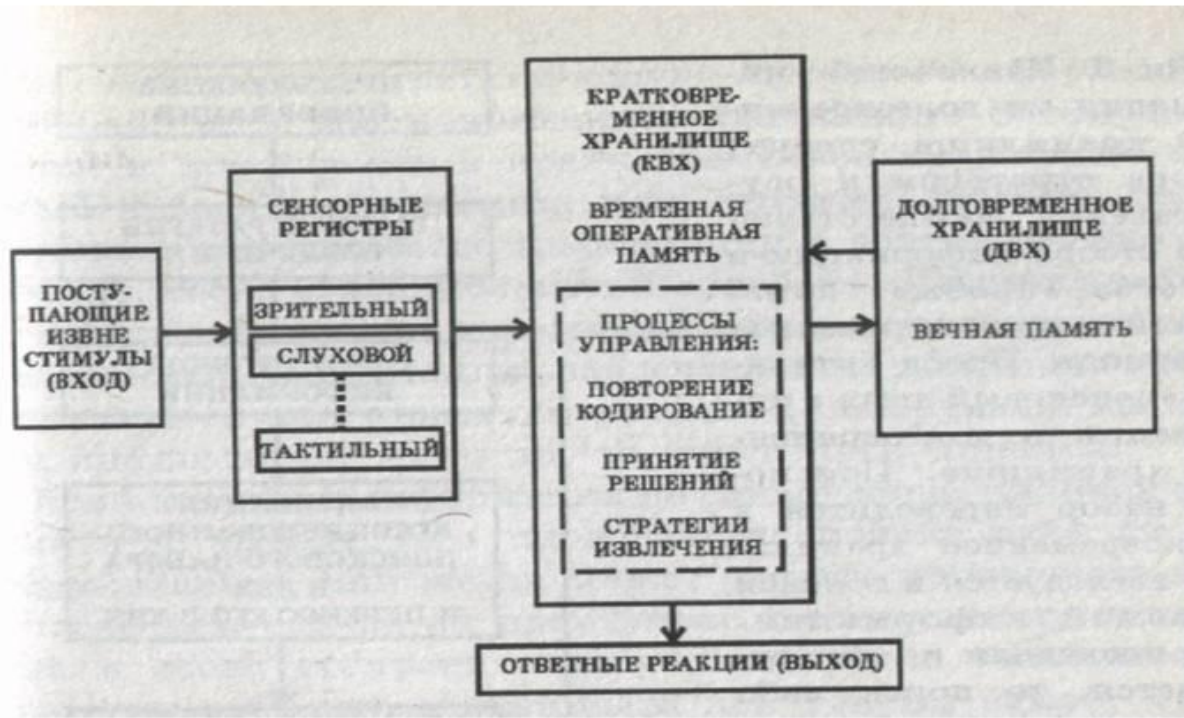 ПОСТУ-
ПАЮЩИЕ
ИЗВНЕ
СТИМУЛЫ
(ВХОД)
СЕНСОРНЫЕ
РЕГИСТРЫ
ЗРИТЕЛЬНЫЙ
СЛУХОВОЙ
ТАКТИЛЬНЫЙ
КРАТКОВРЕ-
МЕННОЕ
ХРАНИЛИЩЕ
(КВХ)
ВРЕМЕННАЯ
ОПЕРАТИВНАЯ
ПАМЯТЬ
ПРОЦЕССЫ
УПРАВЛЕНИЯ:
ПОВТОРЕНИЕ
КОДИРОВАНИЕ
ПРИНЯТИЕ
РЕШЕНИЙ
СТРАТЕГИИ
ИЗВЛЕЧЕНИЯ
ДОЛГОВРЕМЕННОЕ
ХРАНИЛИЩЕ
(ДВХ)
ВЕЧНАЯ ПАМЯТЬ
ОТВЕТНЫЕ РЕАКЦИИ (ВЫХОД)